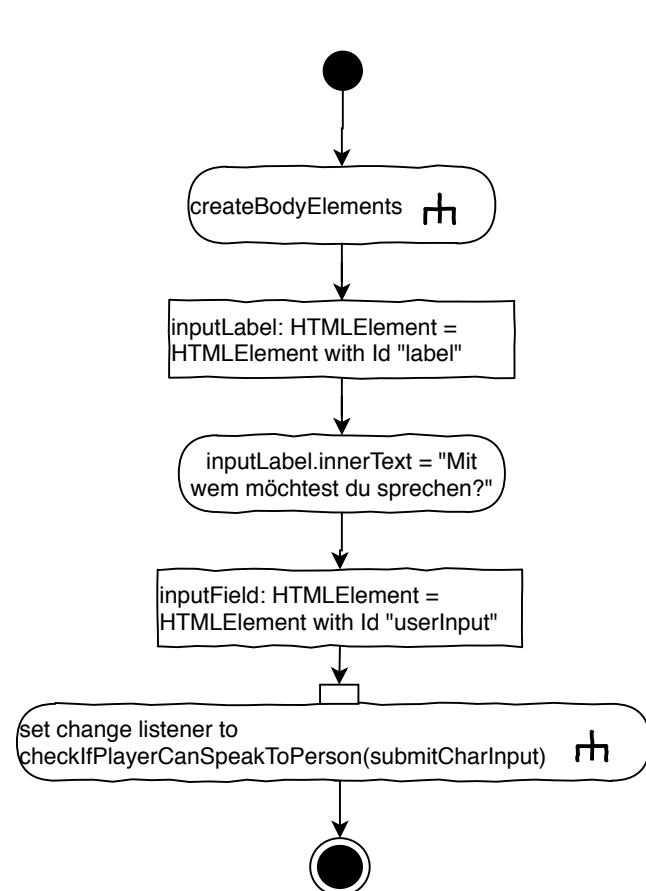 createBodyElements
inputLabel: HTMLElement =
HTMLElement with Id "label"
inputLabel.innerText = "Mit
wem möchtest du sprechen?"
inputField: HTMLElement =
HTMLElement with Id "userInput"
set change listener to
checkIfPlayerCanSpeakToPerson(submitCharInput)